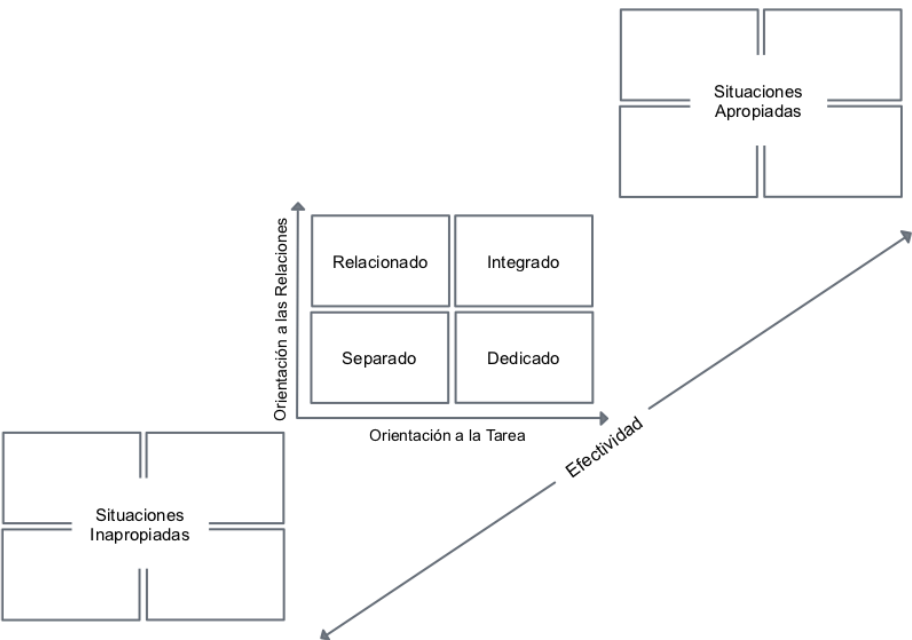 Situaciones
Apropiadas
Orientación a las Relaciones
Relacionado
Integrado
Separado
Dedicado
Orientación a la Tarea
Efectividad
Situaciones
Inapropiadas